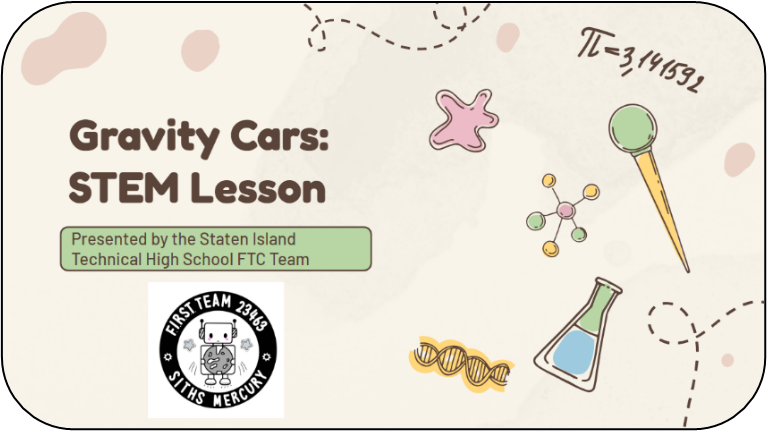 π=3,141592
Gravity Cars:
STEM Lesson
Presented by the Staten Island
Technical High School FTC Team
FIRST TEAM 23463
SITHS MERCURY